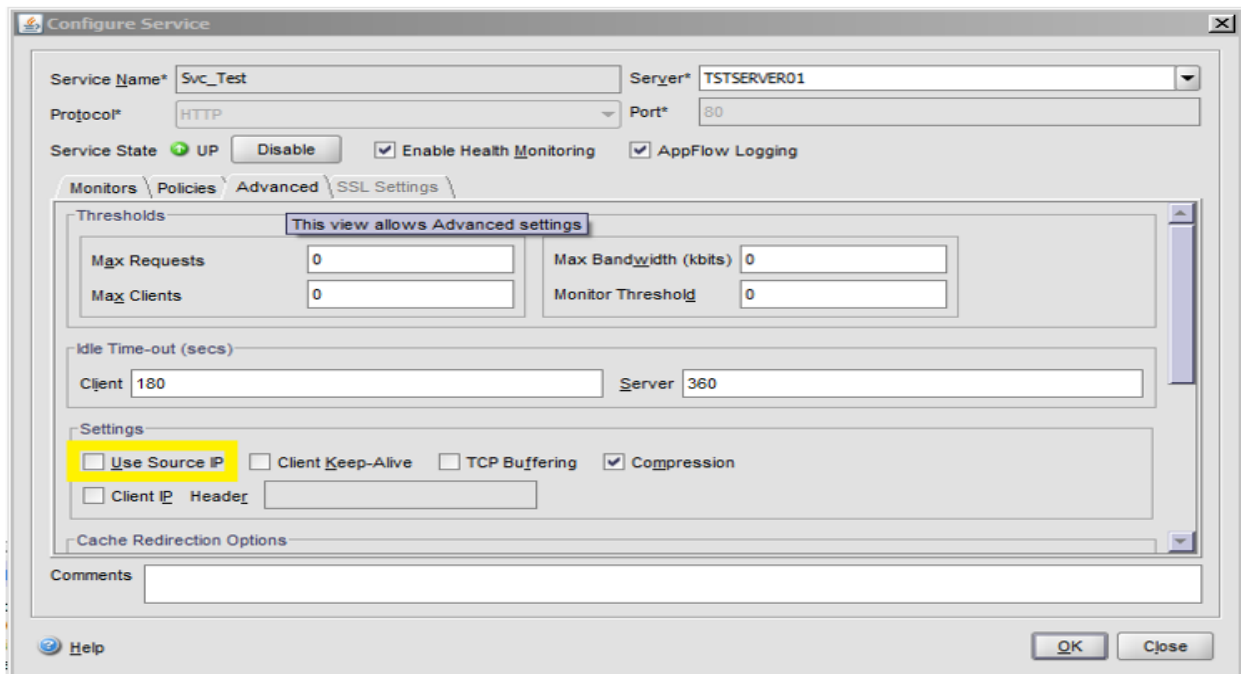 Configure Service
Service Name* Svc_Test Server* TSTSERVER01
Protocol* HTTP Port* 80
Service State UP Disable Enable Health Monitoring AppFlow Logging
Monitors Policies Advanced SSL Settings
Thresholds
This view allows Advanced settings
Max Requests 0 Max Bandwidth (kbits) 0
Max Clients 0 Monitor Threshold 0
Idle Time-out (secs)
Client 180 Server 360
Settings
Use Source IP Client Keep-Alive TCP Buffering Compression
Client IP Header
Cache Redirection Options
Comments
Help OK Close